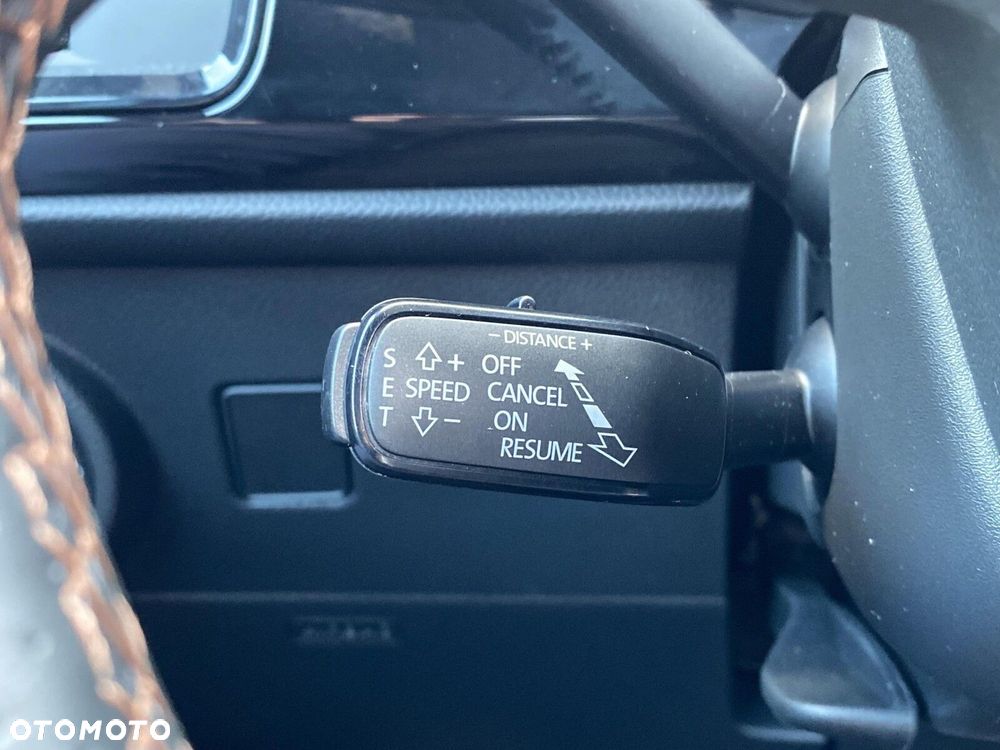 − DISTANCE +
S + OFF
E SPEED CANCEL
T − ON
RESUME
OTOMOTO